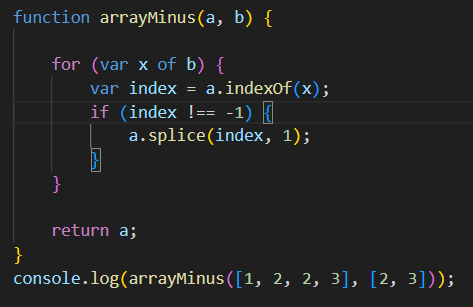 function arrayMinus(a, b) {
    for (var x of b) {
        var index = a.indexOf(x);
        if (index !== -1) {
            a.splice(index, 1);
        }
    }
    return a;
}
console.log(arrayMinus([1, 2, 2, 3], [2, 3]));